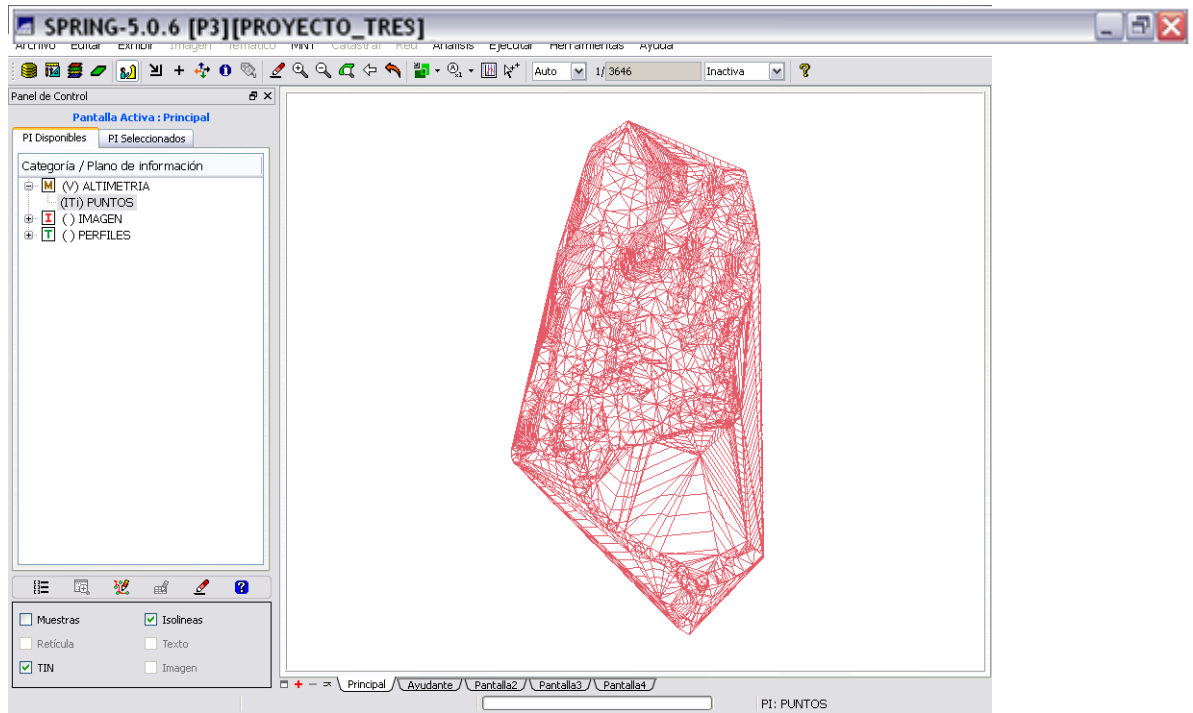 SPRING-5.0.6 [P3][PROYECTO_TRES]
Archivo Editar Exhibir Imagen Temático MNT Catastral Red Análisis Ejecutar Herramientas Ayuda
Auto 1/ 3646 Inactiva
Panel de Control
Pantalla Activa : Principal
PI Disponibles PI Seleccionados
Categoría / Plano de información
M (V) ALTIMETRIA
(ITi) PUNTOS
I ( ) IMAGEN
T ( ) PERFILES
Muestras Isolineas
Retícula Texto
TIN Imagen
Principal Ayudante Pantalla2 Pantalla3 Pantalla4
PI: PUNTOS